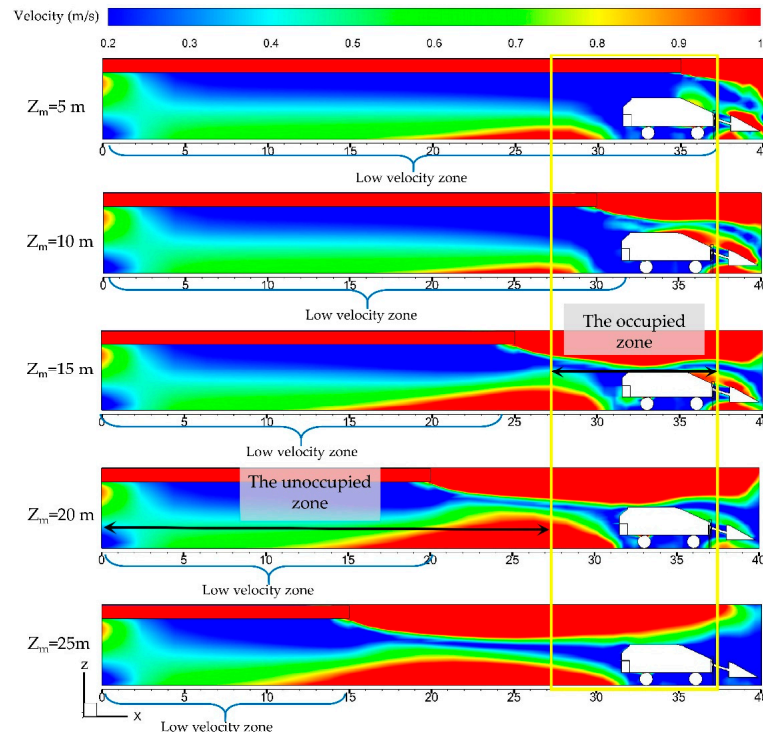 Velocity (m/s)
0.2 0.3 0.4 0.5 0.6 0.7 0.8 0.9 1
Zm=5 m
0 5 10 15 20 25 30 35 40
Low velocity zone
Zm=10 m
0 5 10 15 20 25 30 35 40
Low velocity zone
The occupied
zone
Zm=15 m
0 5 10 15 20 25 30 35 40
Low velocity zone
The unoccupied
zone
Zm=20 m
0 5 10 15 20 25 30 35 40
Low velocity zone
Zm=25m
0 5 10 15 20 25 30 35 40
Z
X
Low velocity zone